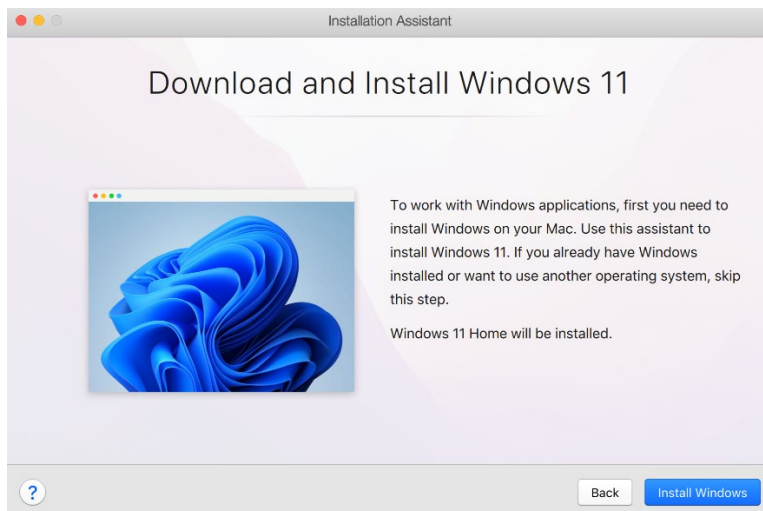 Installation Assistant
Download and Install Windows 11
To work with Windows applications, first you need to
install Windows on your Mac. Use this assistant to
install Windows 11. If you already have Windows
installed or want to use another operating system, skip
this step.
Windows 11 Home will be installed.
?
Back
Install Windows